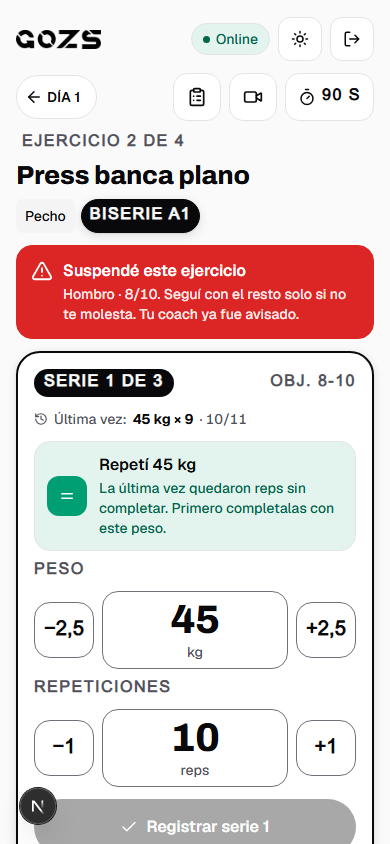 GOZS
Online
DÍA 1
90 S
EJERCICIO 2 DE 4
Press banca plano
Pecho
BISERIE A1
Suspendé este ejercicio
Hombro · 8/10. Seguí con el resto solo si no
te molesta. Tu coach ya fue avisado.
SERIE 1 DE 3
OBJ. 8-10
Última vez: 45 kg × 9 · 10/11
=
Repetí 45 kg
La última vez quedaron reps sin
completar. Primero completalas con
este peso.
PESO
−2,5
45
kg
+2,5
REPETICIONES
−1
10
reps
+1
N
Registrar serie 1